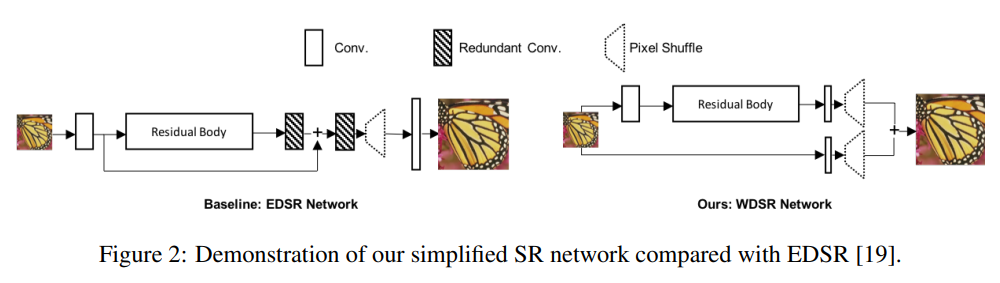 Conv.
Redundant Conv.
Pixel Shuffle
Residual Body
+
Baseline: EDSR Network
Residual Body
+
Ours: WDSR Network
Figure 2: Demonstration of our simplified SR network compared with EDSR [19].